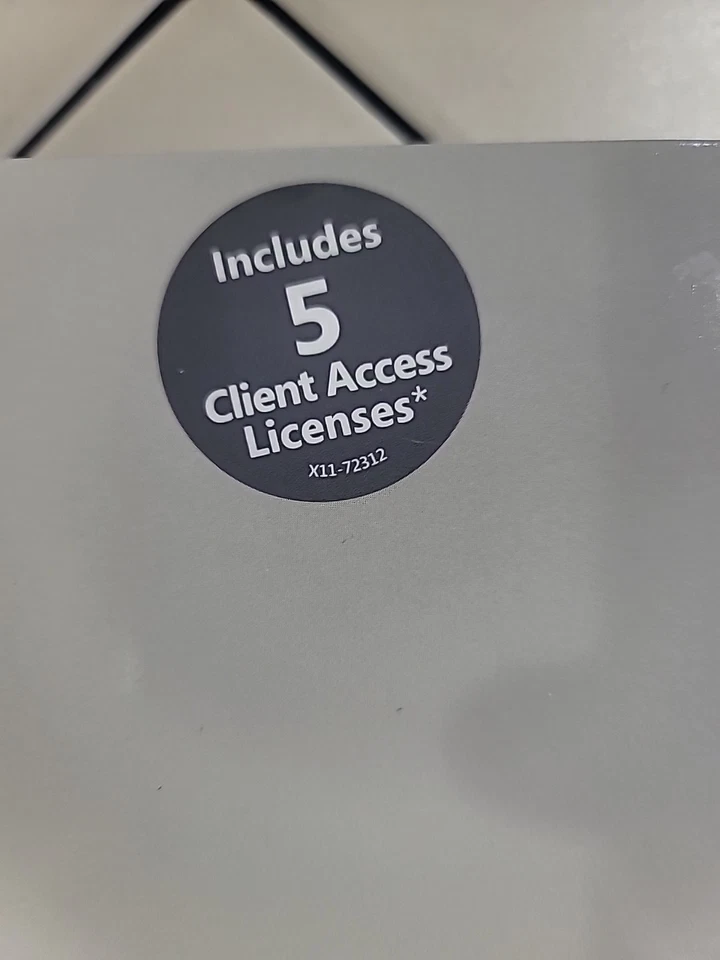 Includes
5
Client Access
Licenses*
X11-72312